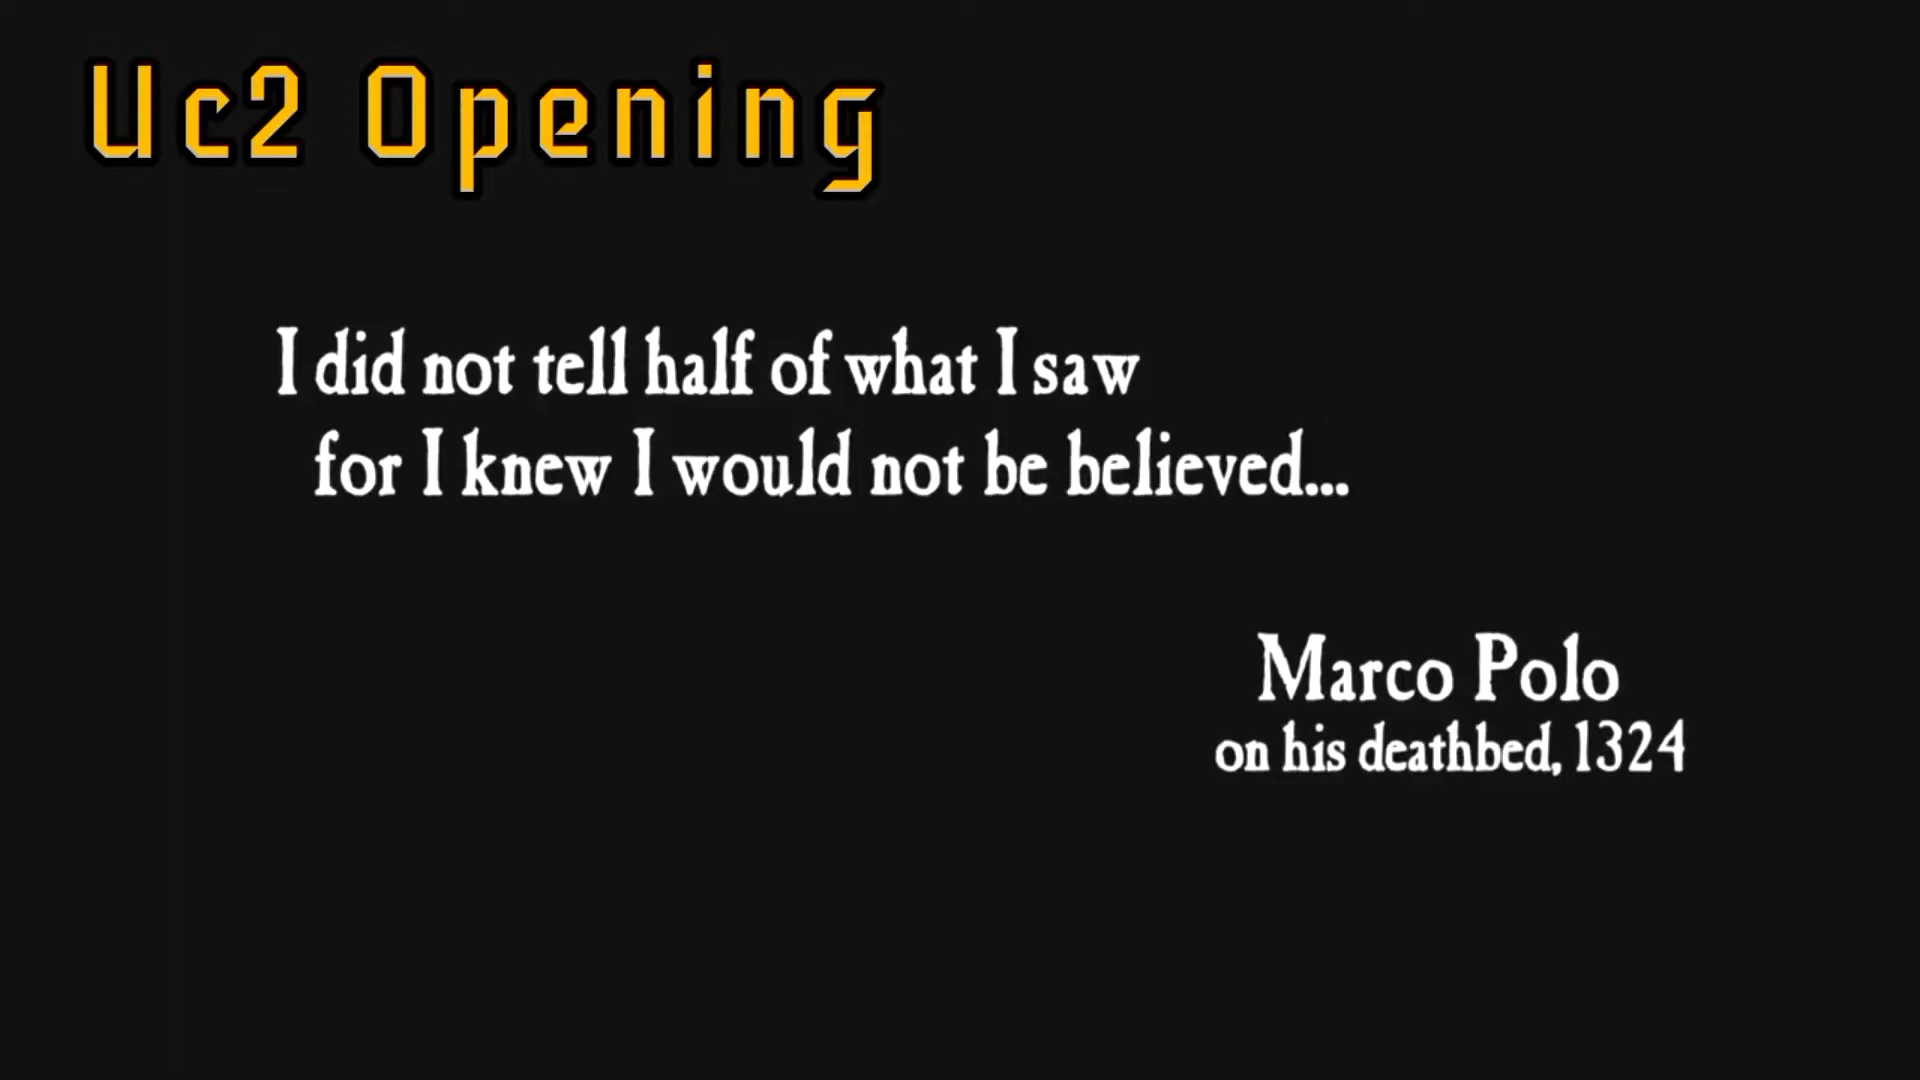 Uc2 Opening
I did not tell half of what I saw
for I knew I would not be believed...
Marco Polo
on his deathbed, 1324